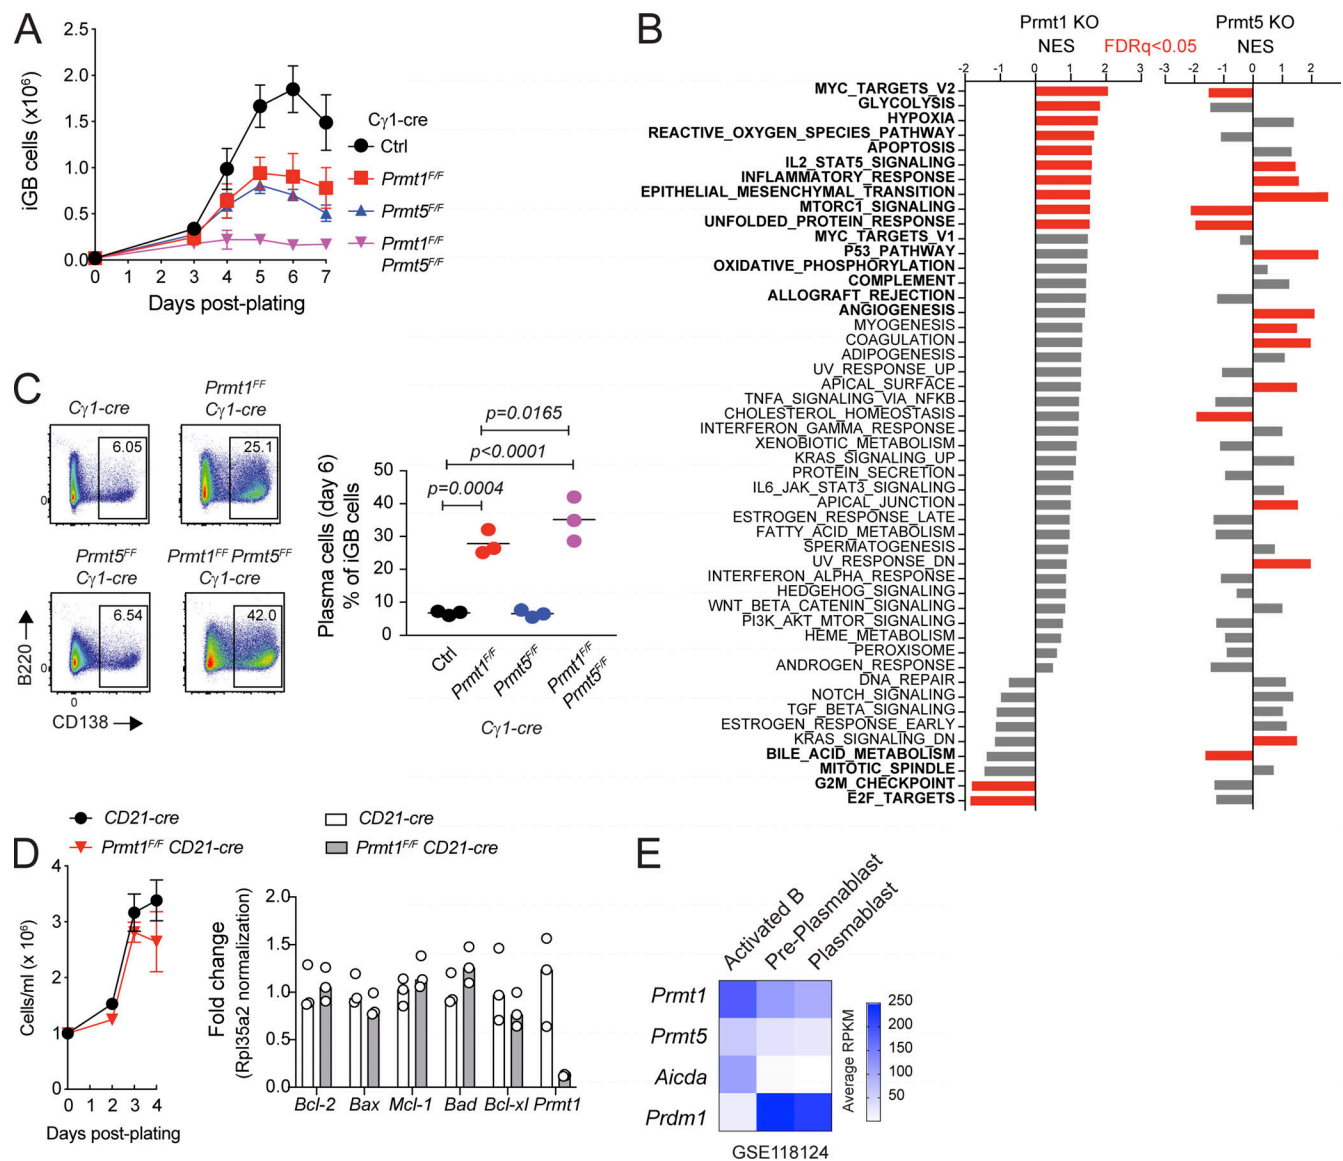 A
2.5
2.0
1.5
1.0
0.5
0.0
iGB cells (x10⁶)
0 1 2 3 4 5 6 7
Days post-plating
Cγ1-cre
Ctrl
Prmt1F/F
Prmt5F/F
Prmt1F/F
Prmt5F/F
B
Prmt1 KO
NES
FDRq<0.05
Prmt5 KO
NES
-2 -1 0 1 2 3
-3 -2 -1 0 1 2 3
MYC_TARGETS_V2
GLYCOLYSIS
HYPOXIA
REACTIVE_OXYGEN_SPECIES_PATHWAY
APOPTOSIS
IL2_STAT5_SIGNALING
INFLAMMATORY_RESPONSE
EPITHELIAL_MESENCHYMAL_TRANSITION
MTORC1_SIGNALING
UNFOLDED_PROTEIN_RESPONSE
MYC_TARGETS_V1
P53_PATHWAY
OXIDATIVE_PHOSPHORYLATION
COMPLEMENT
ALLOGRAFT_REJECTION
ANGIOGENESIS
MYOGENESIS
COAGULATION
ADIPOGENESIS
UV_RESPONSE_UP
APICAL_SURFACE
TNFA_SIGNALING_VIA_NFKB
CHOLESTEROL_HOMEOSTASIS
INTERFERON_GAMMA_RESPONSE
XENOBIOTIC_METABOLISM
KRAS_SIGNALING_UP
PROTEIN_SECRETION
IL6_JAK_STAT3_SIGNALING
APICAL_JUNCTION
ESTROGEN_RESPONSE_LATE
FATTY_ACID_METABOLISM
SPERMATOGENESIS
UV_RESPONSE_DN
INTERFERON_ALPHA_RESPONSE
HEDGEHOG_SIGNALING
WNT_BETA_CATENIN_SIGNALING
PI3K_AKT_MTOR_SIGNALING
HEME_METABOLISM
PEROXISOME
ANDROGEN_RESPONSE
DNA_REPAIR
NOTCH_SIGNALING
TGF_BETA_SIGNALING
ESTROGEN_RESPONSE_EARLY
KRAS_SIGNALING_DN
BILE_ACID_METABOLISM
MITOTIC_SPINDLE
G2M_CHECKPOINT
E2F_TARGETS
C
Cγ1-cre
Prmt1FF
Cγ1-cre
6.05
25.1
0
0
Prmt5FF
Cγ1-cre
Prmt1FF Prmt5FF
Cγ1-cre
6.54
42.0
0
0
B220
CD138
Plasma cells (day 6)
% of iGB cells
50
40
30
20
10
0
p=0.0165
p<0.0001
p=0.0004
Ctrl
Prmt1F/F
Prmt5F/F
Prmt1F/F
Prmt5F/F
Cγ1-cre
D
CD21-cre
Prmt1F/F CD21-cre
Cells/ml (x 10⁶)
4
3
2
1
0
0 1 2 3 4
Days post-plating
CD21-cre
Prmt1F/F CD21-cre
Fold change
(Rpl35a2 normalization)
2.0
1.5
1.0
0.5
0.0
Bcl-2 Bax Mcl-1 Bad Bcl-xl Prmt1
E
Activated B
Pre-Plasmablast
Plasmablast
Prmt1
Prmt5
Aicda
Prdm1
Average RPKM
250
200
150
100
50
GSE118124